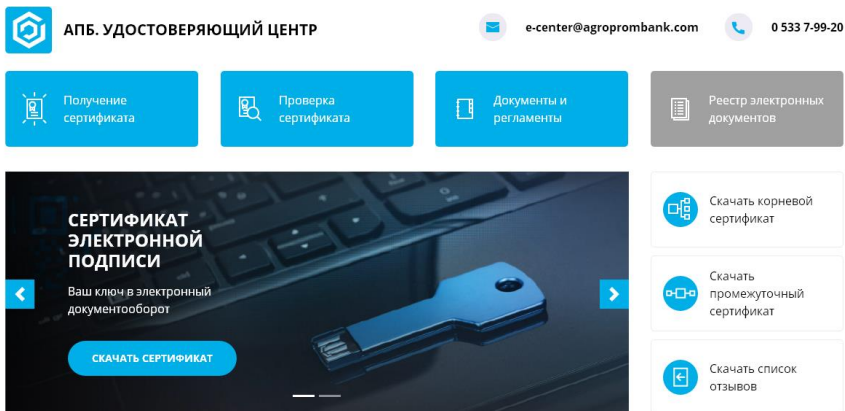 АПБ. УДОСТОВЕРЯЮЩИЙ ЦЕНТР
e-center@agroprombank.com
0 533 7-99-20
Получение
сертификата
Проверка
сертификата
Документы и
регламенты
Реестр электронных
документов
СЕРТИФИКАТ
ЭЛЕКТРОННОЙ
ПОДПИСИ
Ваш ключ в электронный
документооборот
СКАЧАТЬ СЕРТИФИКАТ
Скачать корневой
сертификат
Скачать
промежуточный
сертификат
Скачать список
отзывов